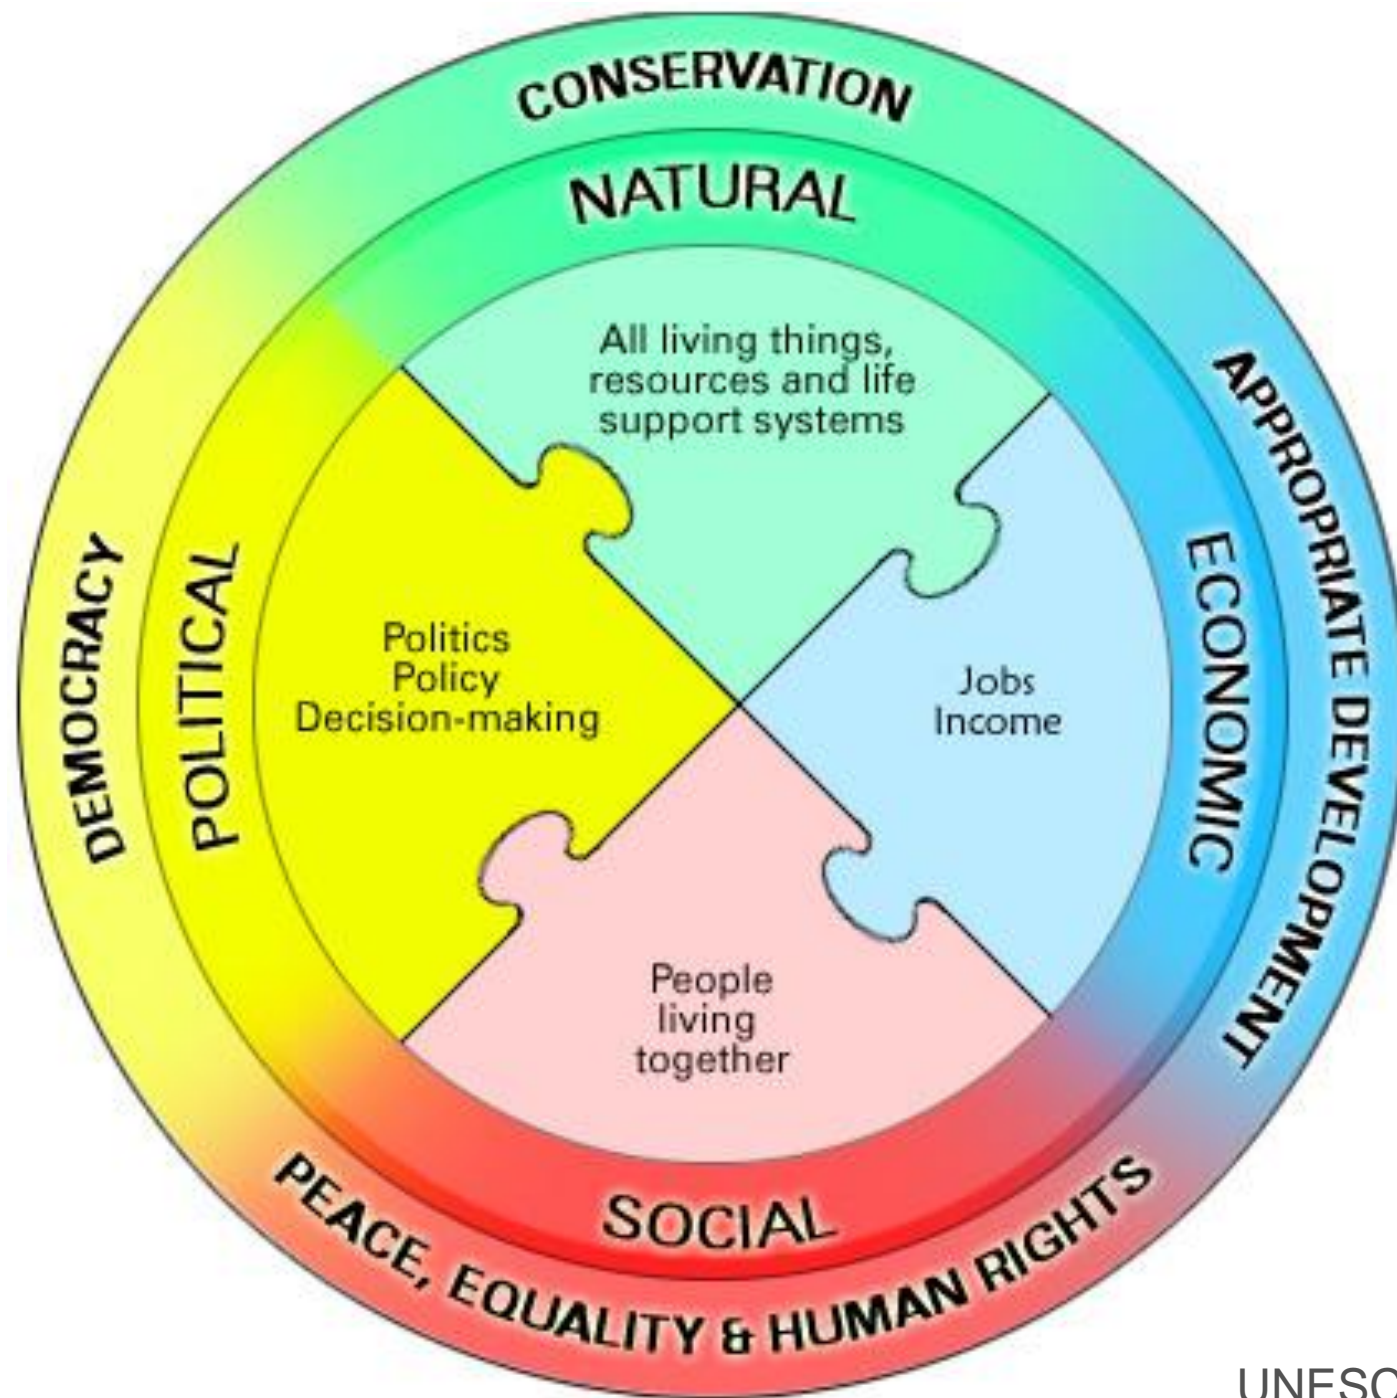 CONSERVATION
NATURAL
All living things,
resources and life
support systems
APPROPRIATE DEVELOPMENT
ECONOMIC
Jobs
Income
DEMOCRACY
POLITICAL
Politics
Policy
Decision-making
People
living
together
SOCIAL
PEACE, EQUALITY & HUMAN RIGHTS